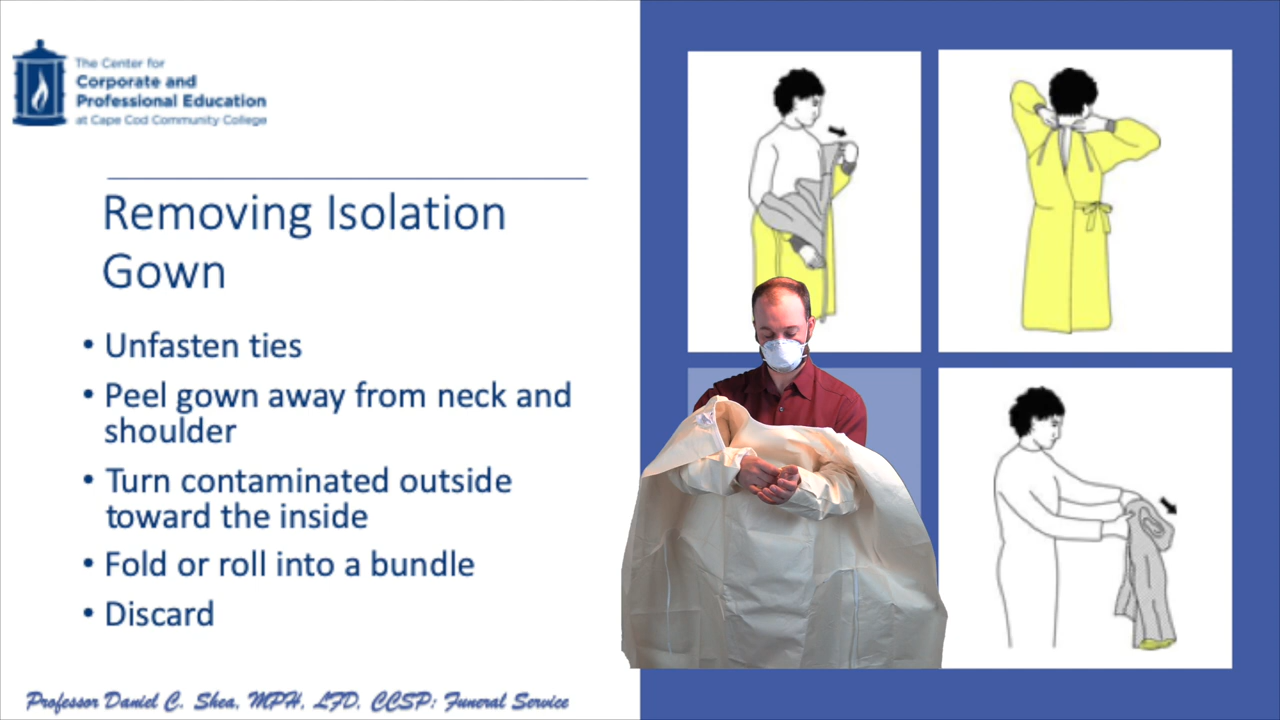 The Center for
Corporate and
Professional Education
at Cape Cod Community College
Removing Isolation
Gown
• Unfasten ties
• Peel gown away from neck and
shoulder
• Turn contaminated outside
toward the inside
• Fold or roll into a bundle
• Discard
Professor Daniel C. Shea, MPH, LFD, CCSP: Funeral Service